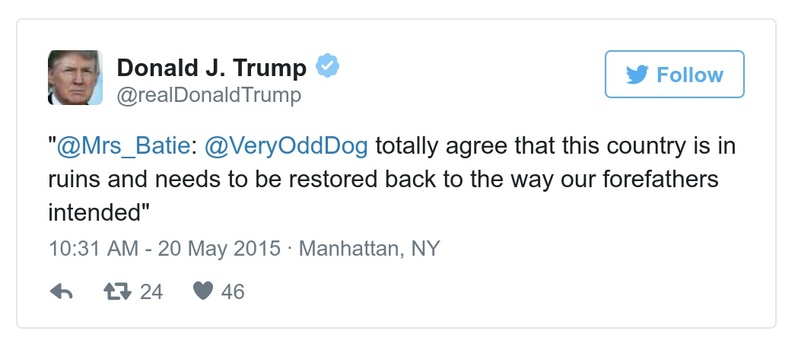 Donald J. Trump
Follow
@realDonaldTrump
"@Mrs_Batie: @VeryOddDog totally agree that this country is in
ruins and needs to be restored back to the way our forefathers
intended"
10:31 AM - 20 May 2015 · Manhattan, NY
24 46